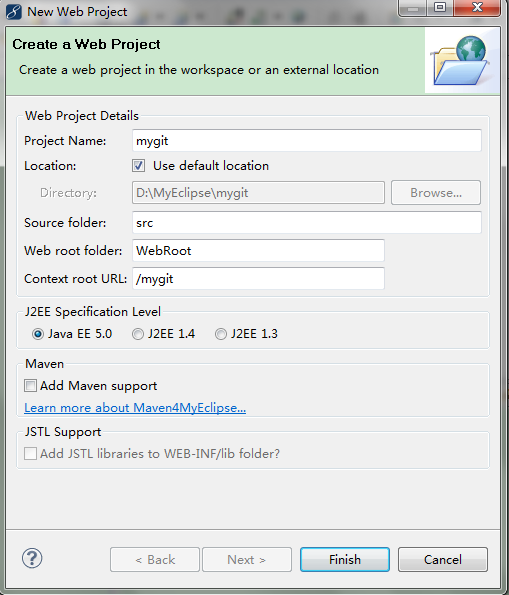 New Web Project
Create a Web Project
Create a web project in the workspace or an external location
Web Project Details
Project Name: mygit
Location: Use default location
Directory: D:\MyEclipse\mygit Browse...
Source folder: src
Web root folder: WebRoot
Context root URL: /mygit
J2EE Specification Level
Java EE 5.0 J2EE 1.4 J2EE 1.3
Maven
Add Maven support
Learn more about Maven4MyEclipse...
JSTL Support
Add JSTL libraries to WEB-INF/lib folder?
? < Back Next > Finish Cancel